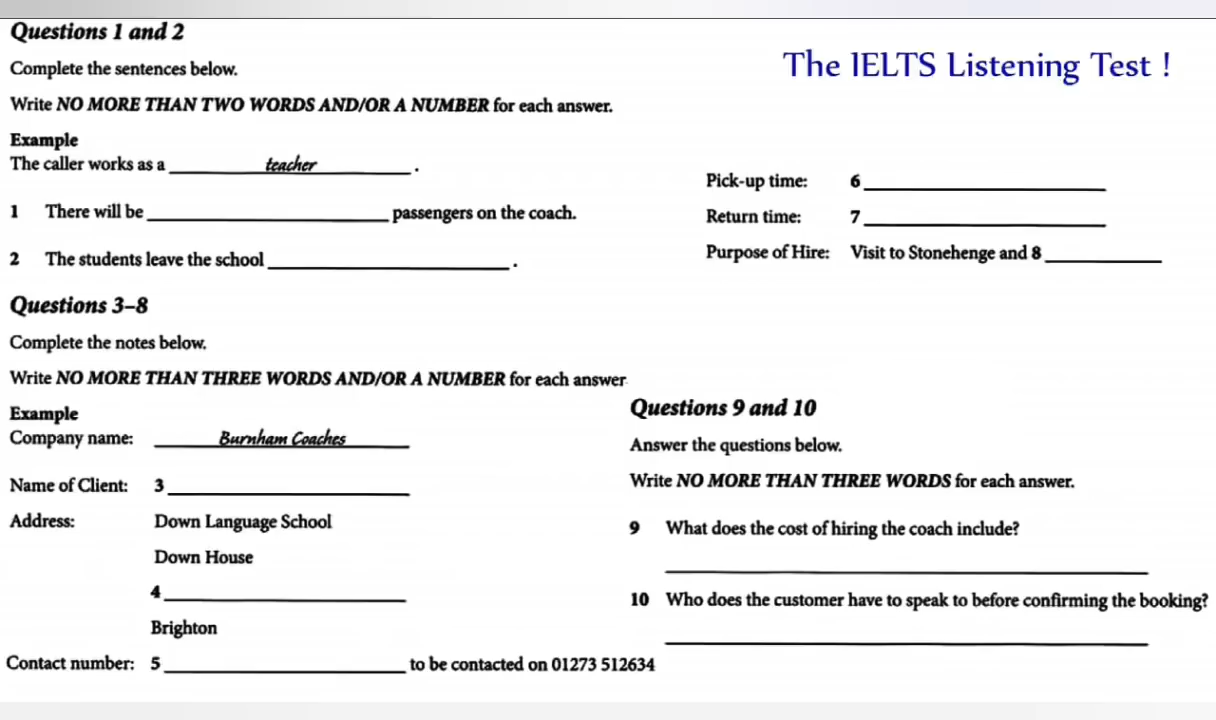 Questions 1 and 2
The IELTS Listening Test !
Complete the sentences below.
Write NO MORE THAN TWO WORDS AND/OR A NUMBER for each answer.
Example
The caller works as a teacher .
1 There will be passengers on the coach.
2 The students leave the school .
Questions 3–8
Complete the notes below.
Write NO MORE THAN THREE WORDS AND/OR A NUMBER for each answer
Example
Company name: Burnham Coaches
Name of Client: 3
Address: Down Language School
Down House
4
Brighton
Contact number: 5 to be contacted on 01273 512634
Pick-up time: 6
Return time: 7
Purpose of Hire: Visit to Stonehenge and 8
Questions 9 and 10
Answer the questions below.
Write NO MORE THAN THREE WORDS for each answer.
9 What does the cost of hiring the coach include?
10 Who does the customer have to speak to before confirming the booking?